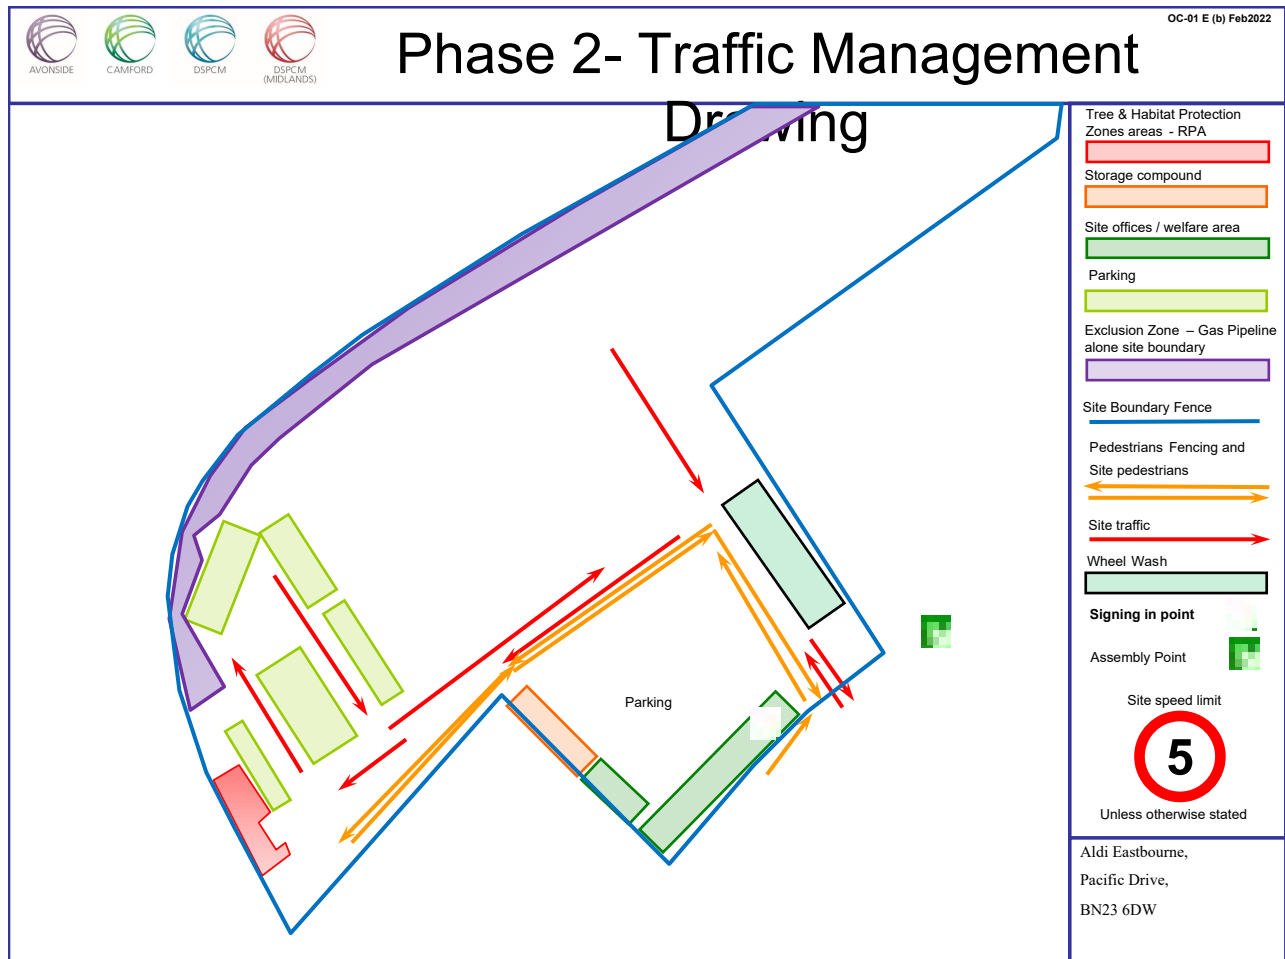 OC-01 E (b) Feb2022
AVONSIDE
CAMFORD
DSPCM
DSPCM
(MIDLANDS)
Phase 2- Traffic Management
Drawing
Tree & Habitat Protection
Zones areas - RPA
Storage compound
Site offices / welfare area
Parking
Exclusion Zone – Gas Pipeline
alone site boundary
Site Boundary Fence
Pedestrians Fencing and
Site pedestrians
Site traffic
Wheel Wash
Signing in point
Assembly Point
Site speed limit
5
Unless otherwise stated
Parking
Aldi Eastbourne,
Pacific Drive,
BN23 6DW